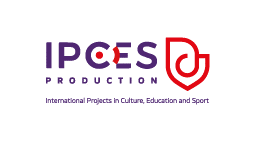 IPCES
PRODUCTION
International Projects in Culture, Education and Sport